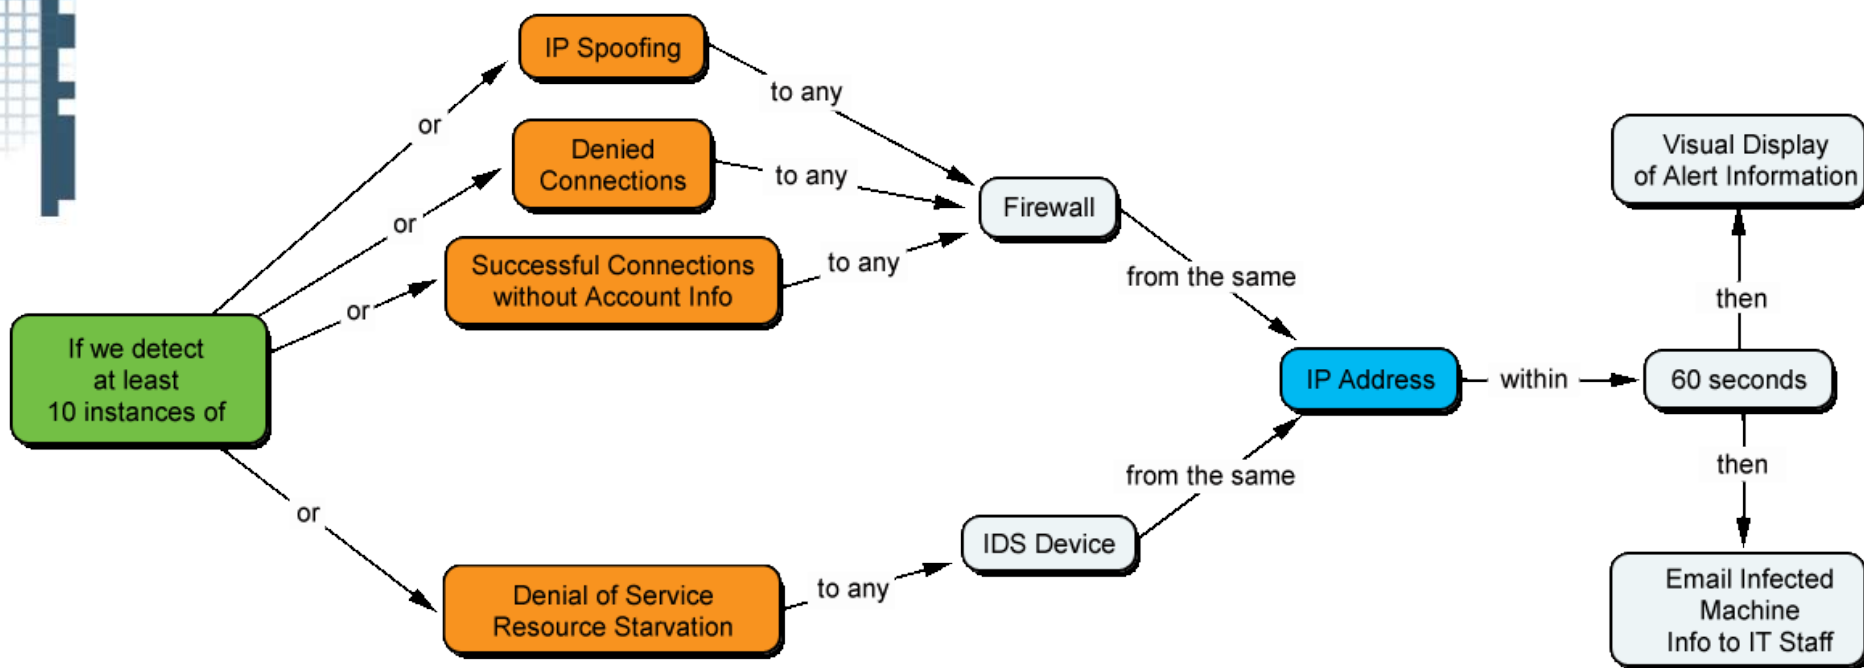 IP Spoofing
to any
or
Denied
Connections
to any
or
Successful Connections
without Account Info
to any
or
If we detect
at least
10 instances of
or
Denial of Service
Resource Starvation
to any
Firewall
from the same
IDS Device
from the same
IP Address
within
60 seconds
then
Visual Display
of Alert Information
then
Email Infected
Machine
Info to IT Staff